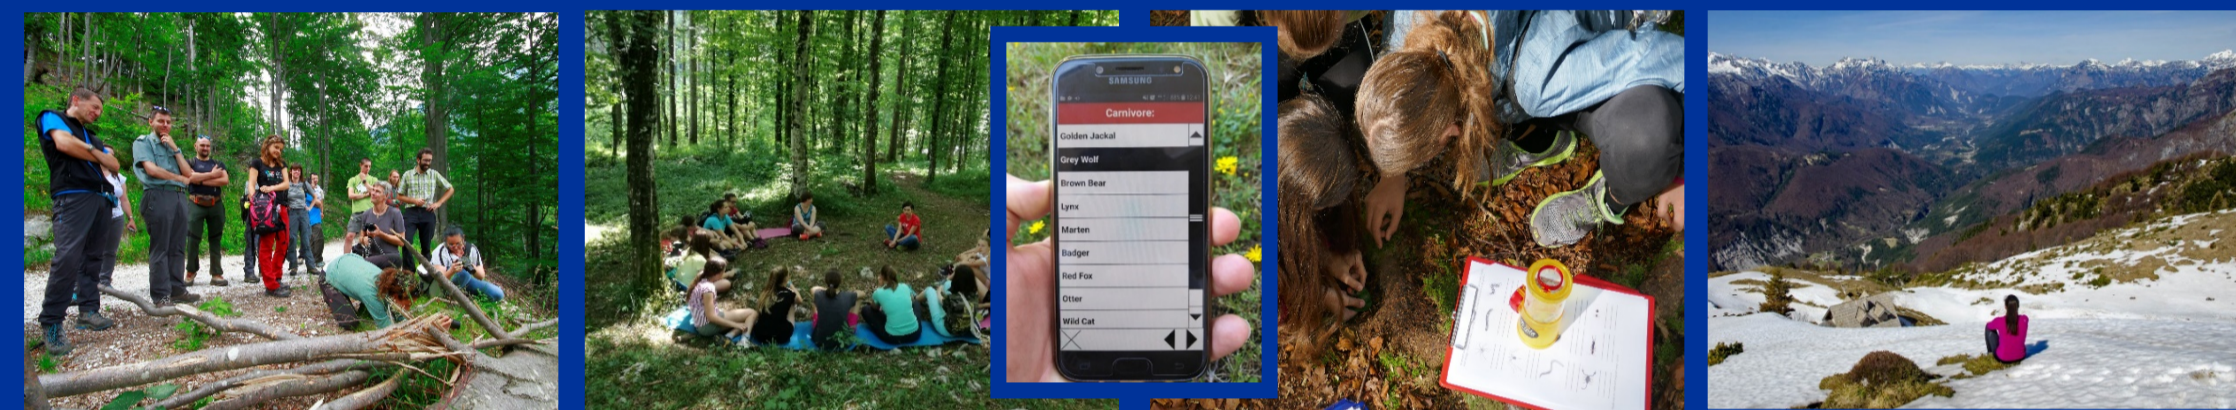 SAMSUNG
Carnivore:
Golden Jackal
Grey Wolf
Brown Bear
Lynx
Marten
Badger
Red Fox
Otter
Wild Cat